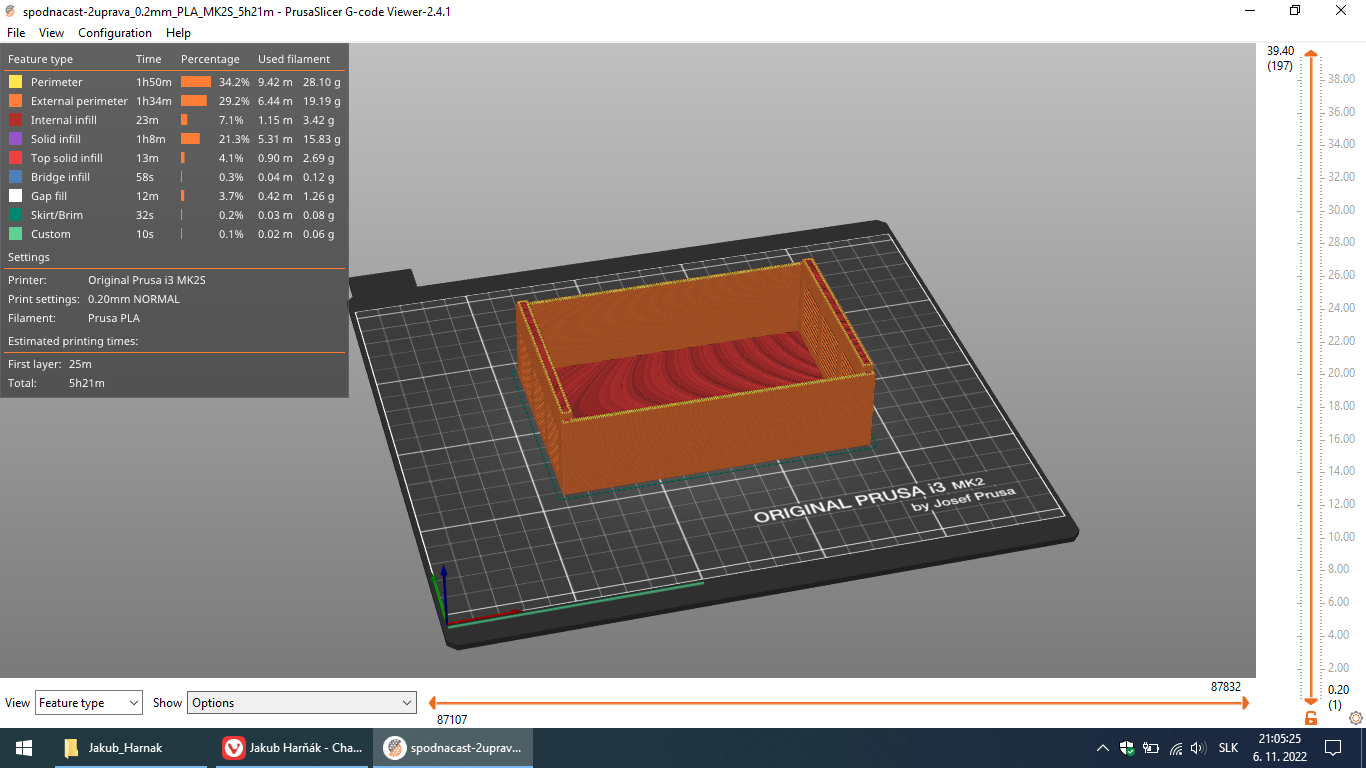 spodnacast-2uprava_0.2mm_PLA_MK2S_5h21m - PrusaSlicer G-code Viewer-2.4.1
File View Configuration Help
Feature type Time Percentage Used filament
Perimeter 1h50m 34.2% 9.42 m 28.10 g
External perimeter 1h34m 29.2% 6.44 m 19.19 g
Internal infill 23m 7.1% 1.15 m 3.42 g
Solid infill 1h8m 21.3% 5.31 m 15.83 g
Top solid infill 13m 4.1% 0.90 m 2.69 g
Bridge infill 58s 0.3% 0.04 m 0.12 g
Gap fill 12m 3.7% 0.42 m 1.26 g
Skirt/Brim 32s 0.2% 0.03 m 0.08 g
Custom 10s 0.1% 0.02 m 0.06 g
Settings
Printer: Original Prusa i3 MK2S
Print settings: 0.20mm NORMAL
Filament: Prusa PLA
Estimated printing times:
First layer: 25m
Total: 5h21m
ORIGINAL PRUSA i3 MK2
by Josef Prusa
39.40
(197)
38.00
36.00
34.00
32.00
30.00
28.00
26.00
24.00
22.00
20.00
18.00
16.00
14.00
12.00
10.00
8.00
6.00
4.00
2.00
0.20
(1)
View Feature type Show Options
87832
87107
Jakub_Harnak
Jakub Harňák - Cha...
spodnacast-2uprav...
SLK
21:05:25
6. 11. 2022